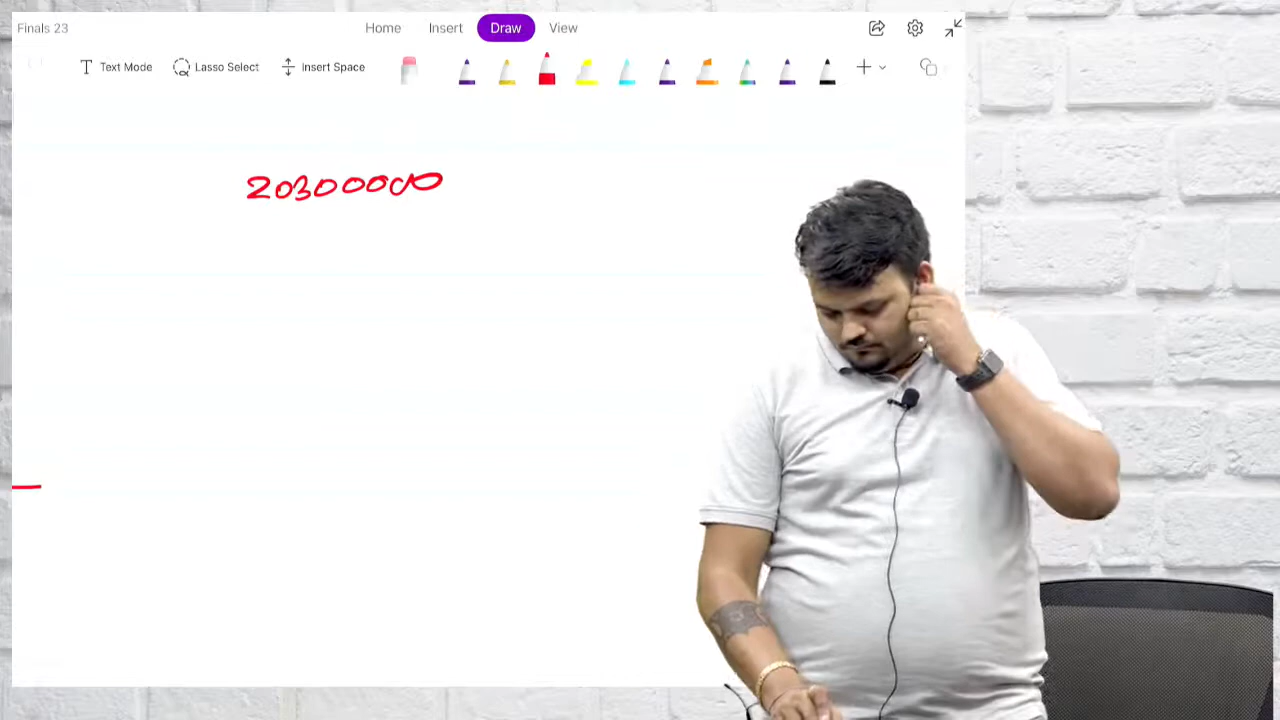 Finals 23
Home Insert Draw View
Text Mode Lasso Select Insert Space
20300000